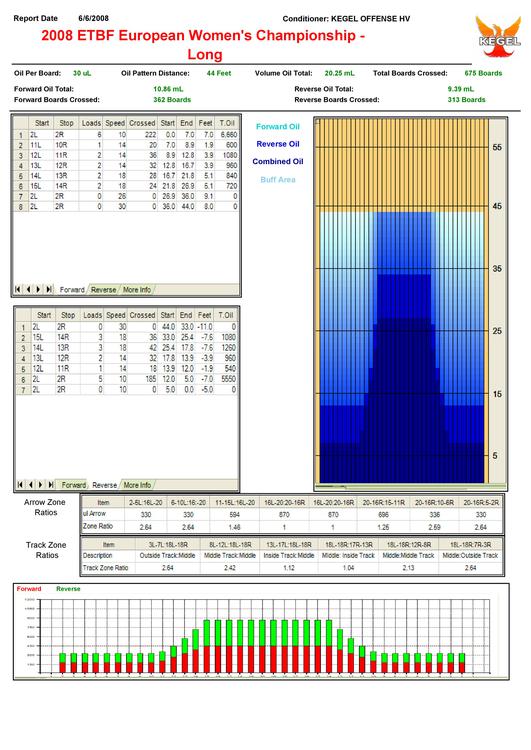 Report Date 6/6/2008 Conditioner: KEGEL OFFENSE HV
2008 ETBF European Women's Championship -
Long
KEGEL
Oil Per Board: 30 uL Oil Pattern Distance: 44 Feet Volume Oil Total: 20.25 mL Total Boards Crossed: 675 Boards
Forward Oil Total: 10.86 mL Reverse Oil Total: 9.39 mL
Forward Boards Crossed: 362 Boards Reverse Boards Crossed: 313 Boards
Start Stop Loads Speed Crossed Start End Feet T.Oil
1 2L 2R 6 10 222 0.0 7.0 7.0 6,660
2 11L 10R 1 14 20 7.0 8.9 1.9 600
3 12L 11R 2 14 36 8.9 12.8 3.9 1080
4 13L 12R 2 14 32 12.8 16.7 3.9 960
5 14L 13R 2 18 28 16.7 21.8 5.1 840
6 15L 14R 2 18 24 21.8 26.9 5.1 720
7 2L 2R 0 26 0 26.9 36.0 9.1 0
8 2L 2R 0 30 0 36.0 44.0 8.0 0
Forward Reverse More Info
Forward Oil
Reverse Oil
Combined Oil
Buff Area
55
45
35
25
15
5
Start Stop Loads Speed Crossed Start End Feet T.Oil
1 2L 2R 0 30 0 44.0 33.0 -11.0 0
2 15L 14R 3 18 36 33.0 25.4 -7.6 1080
3 14L 13R 3 18 42 25.4 17.8 -7.6 1260
4 13L 12R 2 14 32 17.8 13.9 -3.9 960
5 12L 11R 1 14 18 13.9 12.0 -1.9 540
6 2L 2R 5 10 185 12.0 5.0 -7.0 5550
7 2L 2R 0 10 0 5.0 0.0 -5.0 0
Forward Reverse More Info
Arrow Zone
Ratios
Item 2-5L:16L-20 6-10L:16-20 11-15L:16L-20 16L-20:20-16R 16L-20:20-16R 20-16R:15-11R 20-16R:10-6R 20-16R:5-2R
ul Arrow 330 330 594 870 870 696 336 330
Zone Ratio 2.64 2.64 1.46 1 1 1.25 2.59 2.64
Track Zone
Ratios
Item 3L-7L:18L-18R 8L-12L:18L-18R 13L-17L:18L-18R 18L-18R:17R-13R 18L-18R:12R-8R 18L-18R:7R-3R
Description Outside Track:Middle Middle Track:Middle Inside Track:Middle Middle: Inside Track Middle:Middle Track Middle:Outside Track
Track Zone Ratio 2.64 2.42 1.12 1.04 2.13 2.64
Forward Reverse